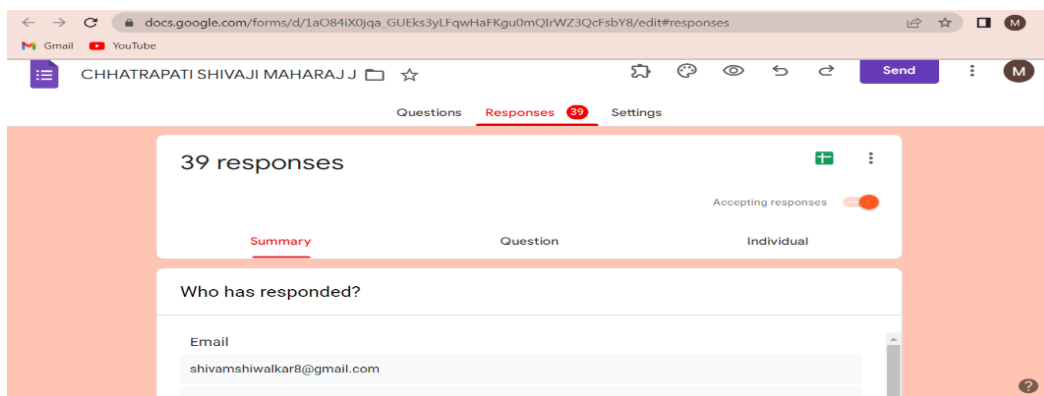 docs.google.com/forms/d/1aO84iX0jqa_GUEks3yLFqwHaFKgu0mQIrWZ3QcFsbY8/edit#responses
M
Gmail YouTube
CHHATRAPATI SHIVAJI MAHARAJ J Send M
Questions Responses 39 Settings
39 responses
Accepting responses
Summary Question Individual
Who has responded?
Email
shivamshiwalkar8@gmail.com